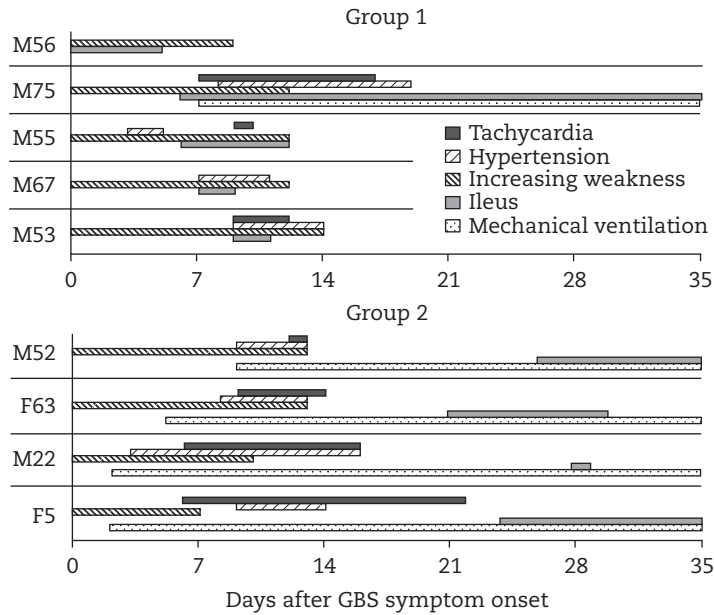 Group 1
M56
M75
M55
M67
M53
Tachycardia
Hypertension
Increasing weakness
Ileus
Mechanical ventilation
0 7 14 21 28 35
Group 2
M52
F63
M22
F5
0 7 14 21 28 35
Days after GBS symptom onset